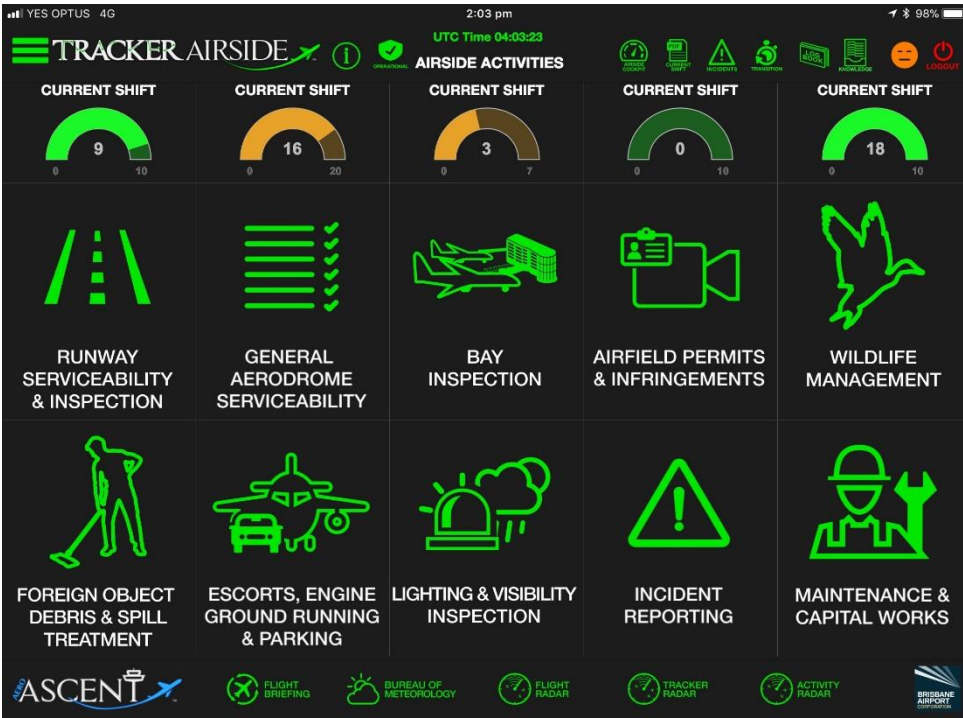 YES OPTUS 4G 2:03 pm 98%
TRACKER AIRSIDE
UTC Time 04:03:23
AIRSIDE ACTIVITIES
OPERATIONAL
AIRSIDE
COCKPIT
PDF
CURRENT
SHIFT
INCIDENTS
TRANSITION
LOG
BOOK
KNOWLEDGE
LOGOUT
CURRENT SHIFT
9
0 10
CURRENT SHIFT
16
0 20
CURRENT SHIFT
3
0 7
CURRENT SHIFT
0
0 10
CURRENT SHIFT
18
0 10
RUNWAY
SERVICEABILITY
& INSPECTION
GENERAL
AERODROME
SERVICEABILITY
BAY
INSPECTION
AIRFIELD PERMITS
& INFRINGEMENTS
WILDLIFE
MANAGEMENT
FOREIGN OBJECT
DEBRIS & SPILL
TREATMENT
ESCORTS, ENGINE
GROUND RUNNING
& PARKING
LIGHTING & VISIBILITY
INSPECTION
INCIDENT
REPORTING
MAINTENANCE &
CAPITAL WORKS
AERO ASCENT
FLIGHT
BRIEFING
BUREAU OF
METEOROLOGY
FLIGHT
RADAR
TRACKER
RADAR
ACTIVITY
RADAR
BRISBANE
AIRPORT
CORPORATION